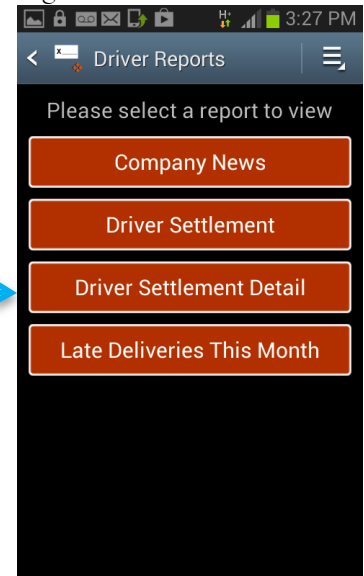 H+
3:27 PM
Driver Reports
Please select a report to view
Company News
Driver Settlement
Driver Settlement Detail
Late Deliveries This Month